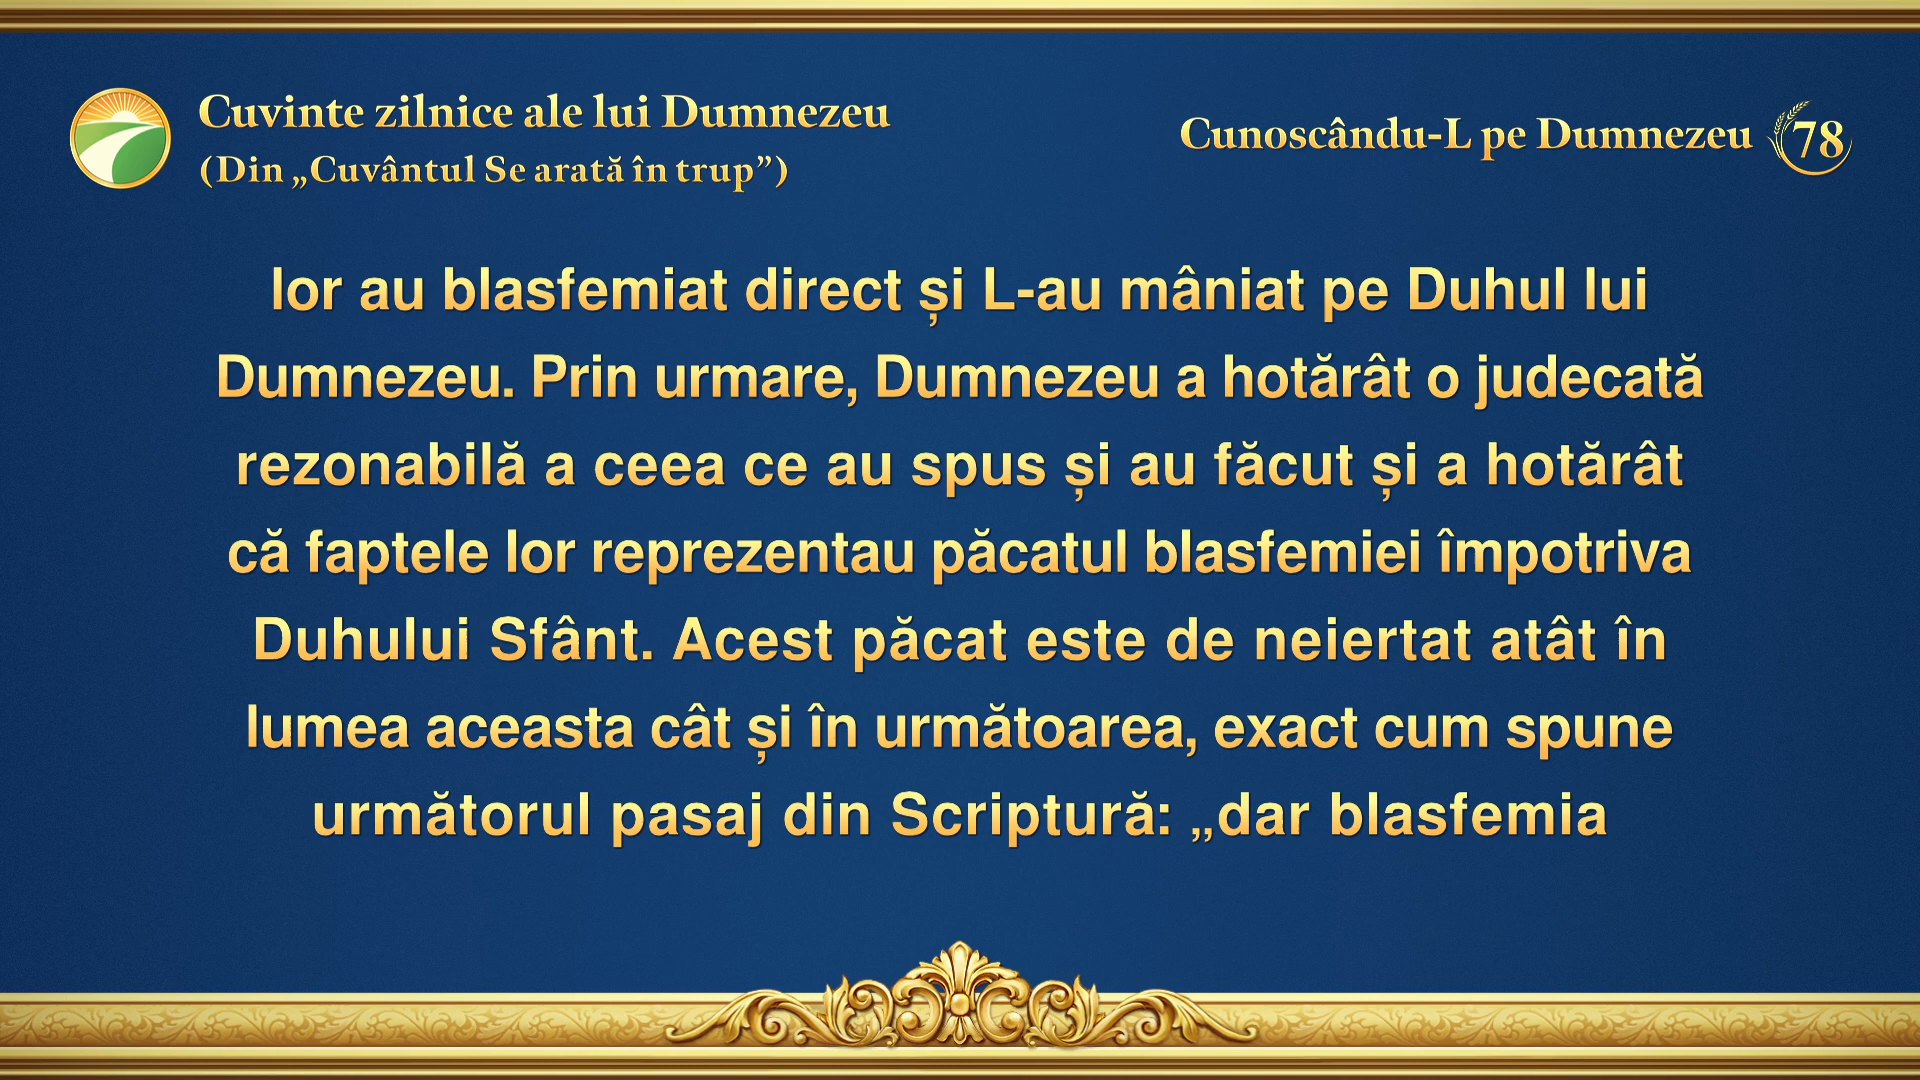 Cuvinte zilnice ale lui Dumnezeu
(Din „Cuvântul Se arată în trup”)
Cunoscându-L pe Dumnezeu 78
lor au blasfemiat direct și L-au mâniat pe Duhul lui
Dumnezeu. Prin urmare, Dumnezeu a hotărât o judecată
rezonabilă a ceea ce au spus și au făcut și a hotărât
că faptele lor reprezentau păcatul blasfemiei împotriva
Duhului Sfânt. Acest păcat este de neiertat atât în
lumea aceasta cât și în următoarea, exact cum spune
următorul pasaj din Scriptură: „dar blasfemia